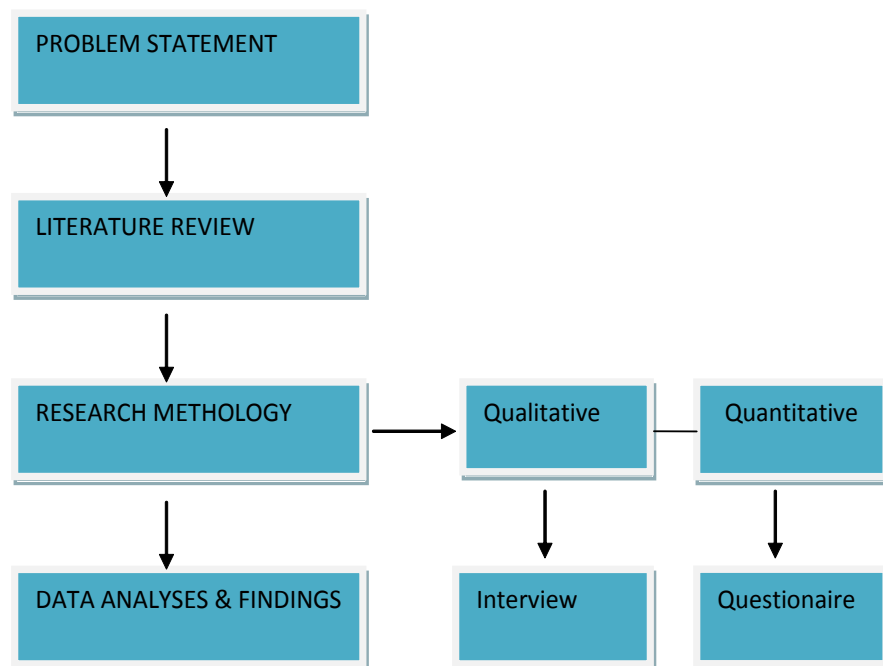 PROBLEM STATEMENT
LITERATURE REVIEW
RESEARCH METHOLOGY
Qualitative
Quantitative
DATA ANALYSES & FINDINGS
Interview
Questionaire